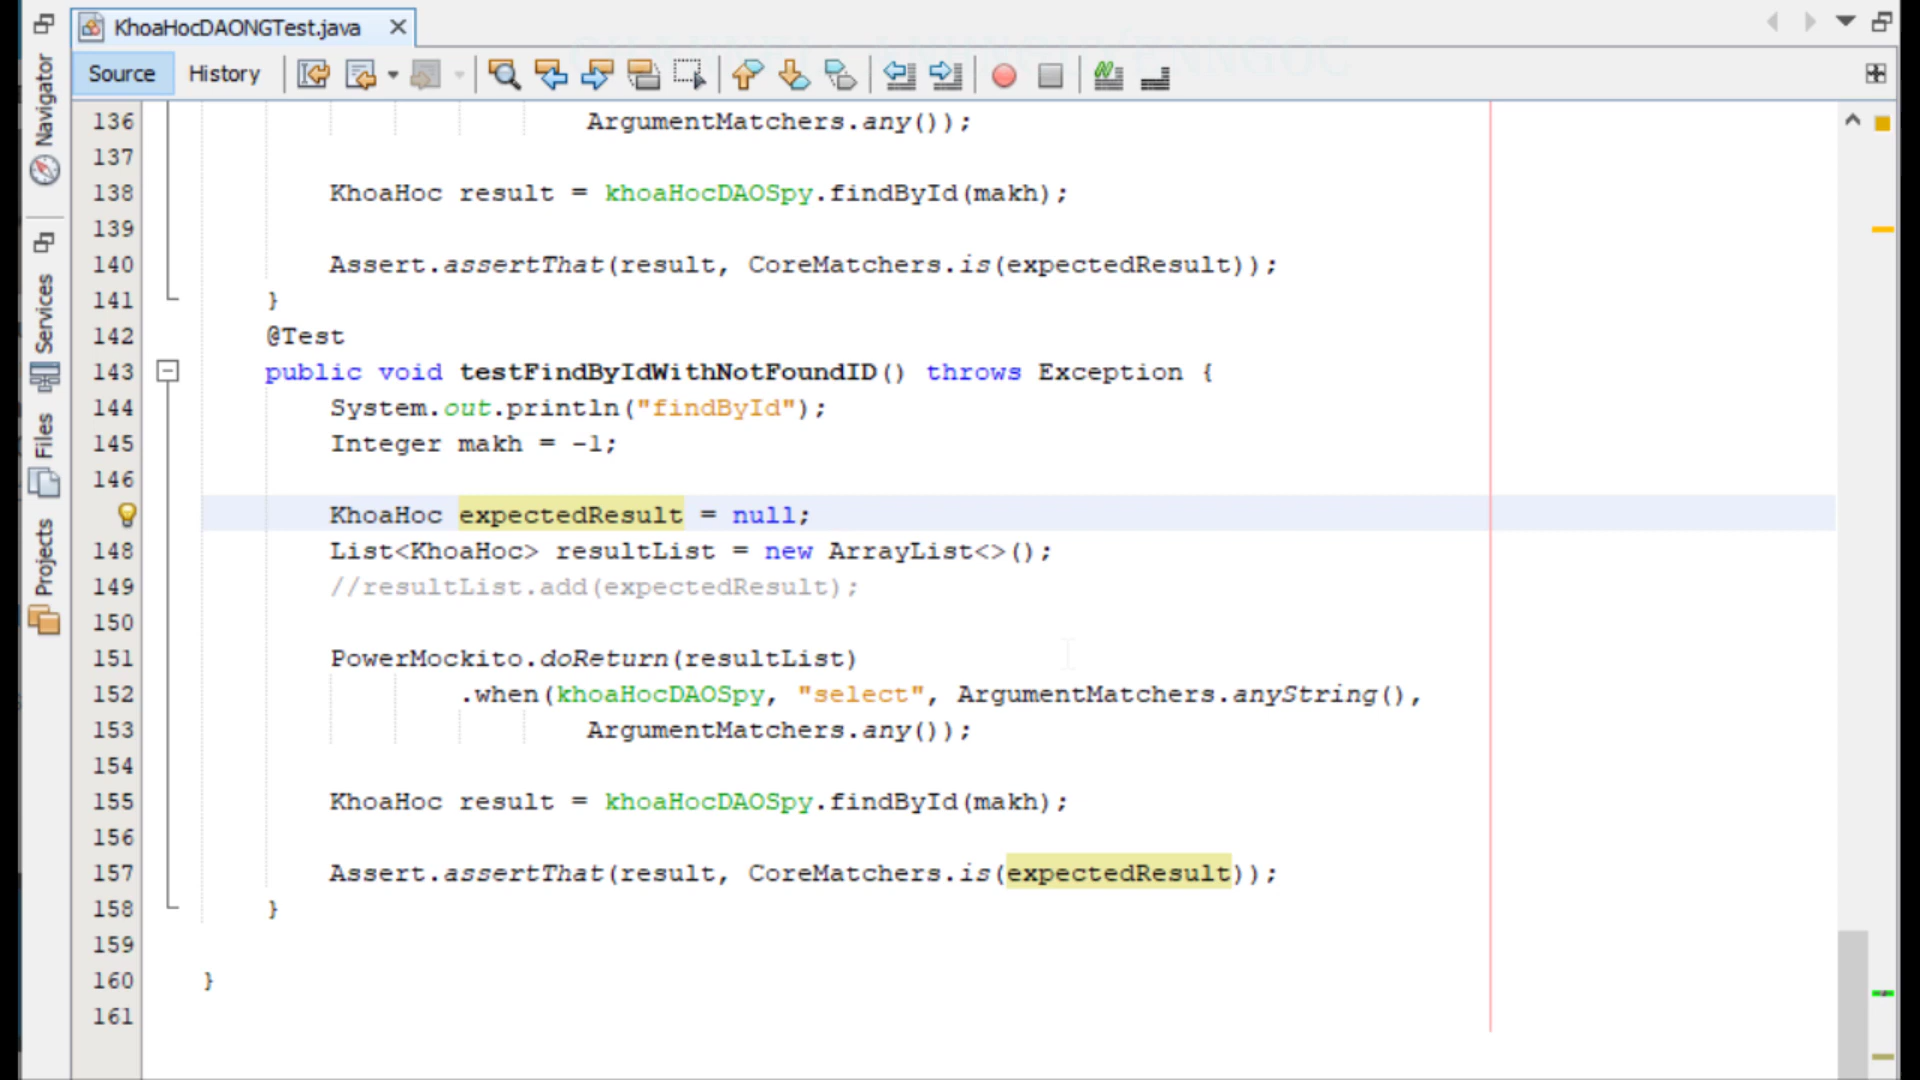 KhoaHocDAONGTest.java
Source History
Navigator
Services
Files
Projects
136 ArgumentMatchers.any());
137
138 KhoaHoc result = khoaHocDAOSpy.findById(makh);
139
140 Assert.assertThat(result, CoreMatchers.is(expectedResult));
141 }
142 @Test
143 public void testFindByIdWithNotFoundID() throws Exception {
144 System.out.println("findById");
145 Integer makh = -1;
146
KhoaHoc expectedResult = null;
148 List<KhoaHoc> resultList = new ArrayList<>();
149 //resultList.add(expectedResult);
150
151 PowerMockito.doReturn(resultList)
152 .when(khoaHocDAOSpy, "select", ArgumentMatchers.anyString(),
153 ArgumentMatchers.any());
154
155 KhoaHoc result = khoaHocDAOSpy.findById(makh);
156
157 Assert.assertThat(result, CoreMatchers.is(expectedResult));
158 }
159
160 }
161